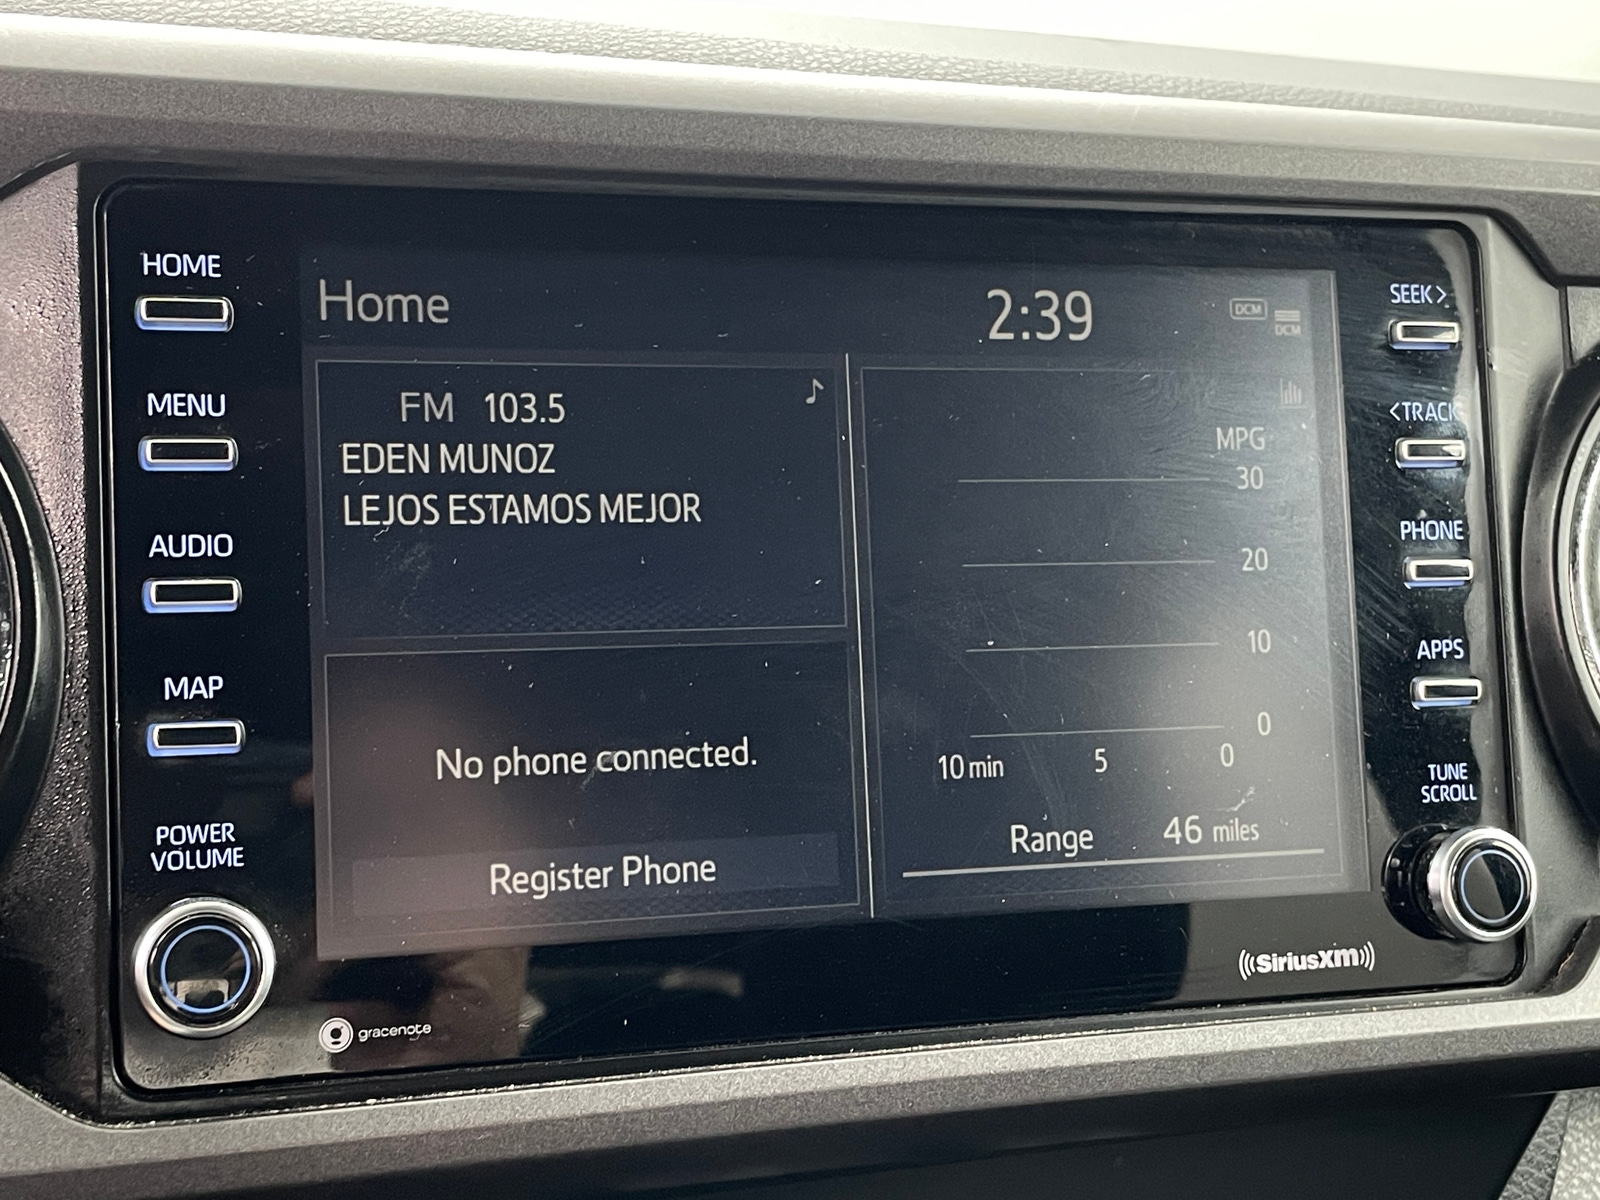 HOME
MENU
AUDIO
MAP
POWER
VOLUME
Home
2:39
DCM
DCM
FM 103.5
EDEN MUNOZ
LEJOS ESTAMOS MEJOR
No phone connected.
Register Phone
MPG
30
20
10
0
10 min 5 0
Range 46 miles
SEEK >
< TRACK
PHONE
APPS
TUNE
SCROLL
g gracenote
((SiriusXm))